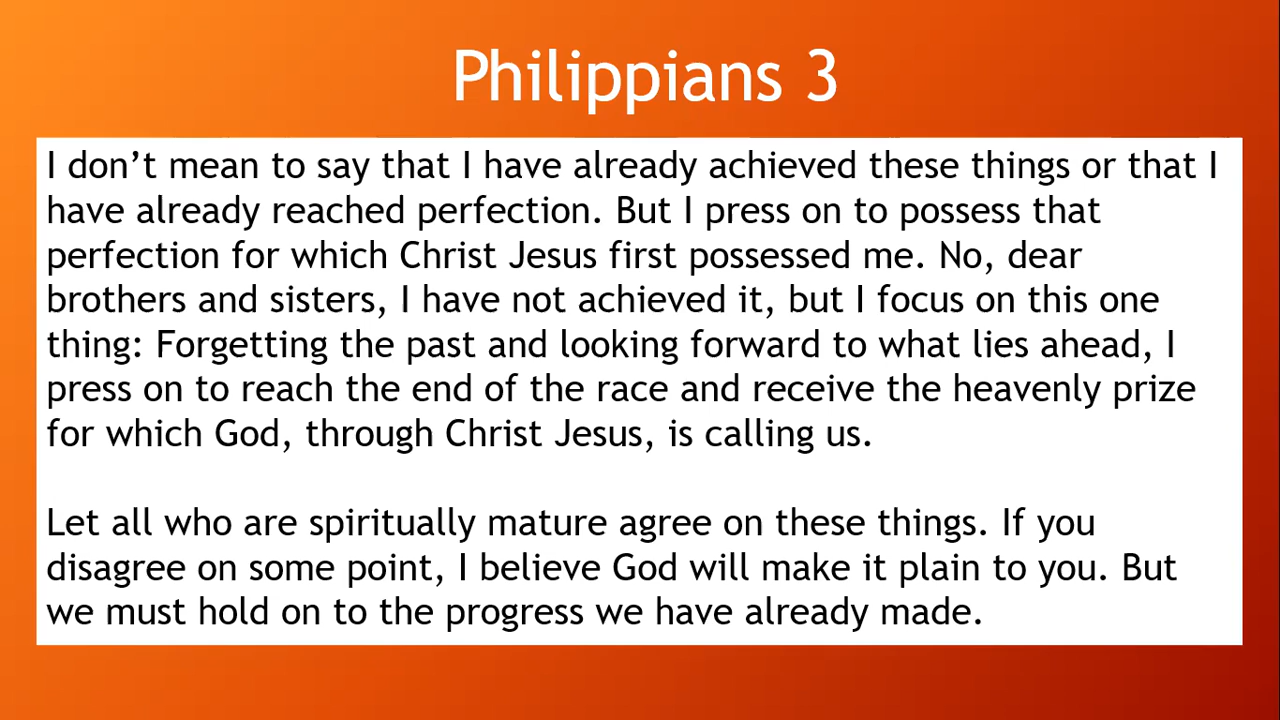 Philippians 3
I don’t mean to say that I have already achieved these things or that I
have already reached perfection. But I press on to possess that
perfection for which Christ Jesus first possessed me. No, dear
brothers and sisters, I have not achieved it, but I focus on this one
thing: Forgetting the past and looking forward to what lies ahead, I
press on to reach the end of the race and receive the heavenly prize
for which God, through Christ Jesus, is calling us.
Let all who are spiritually mature agree on these things. If you
disagree on some point, I believe God will make it plain to you. But
we must hold on to the progress we have already made.